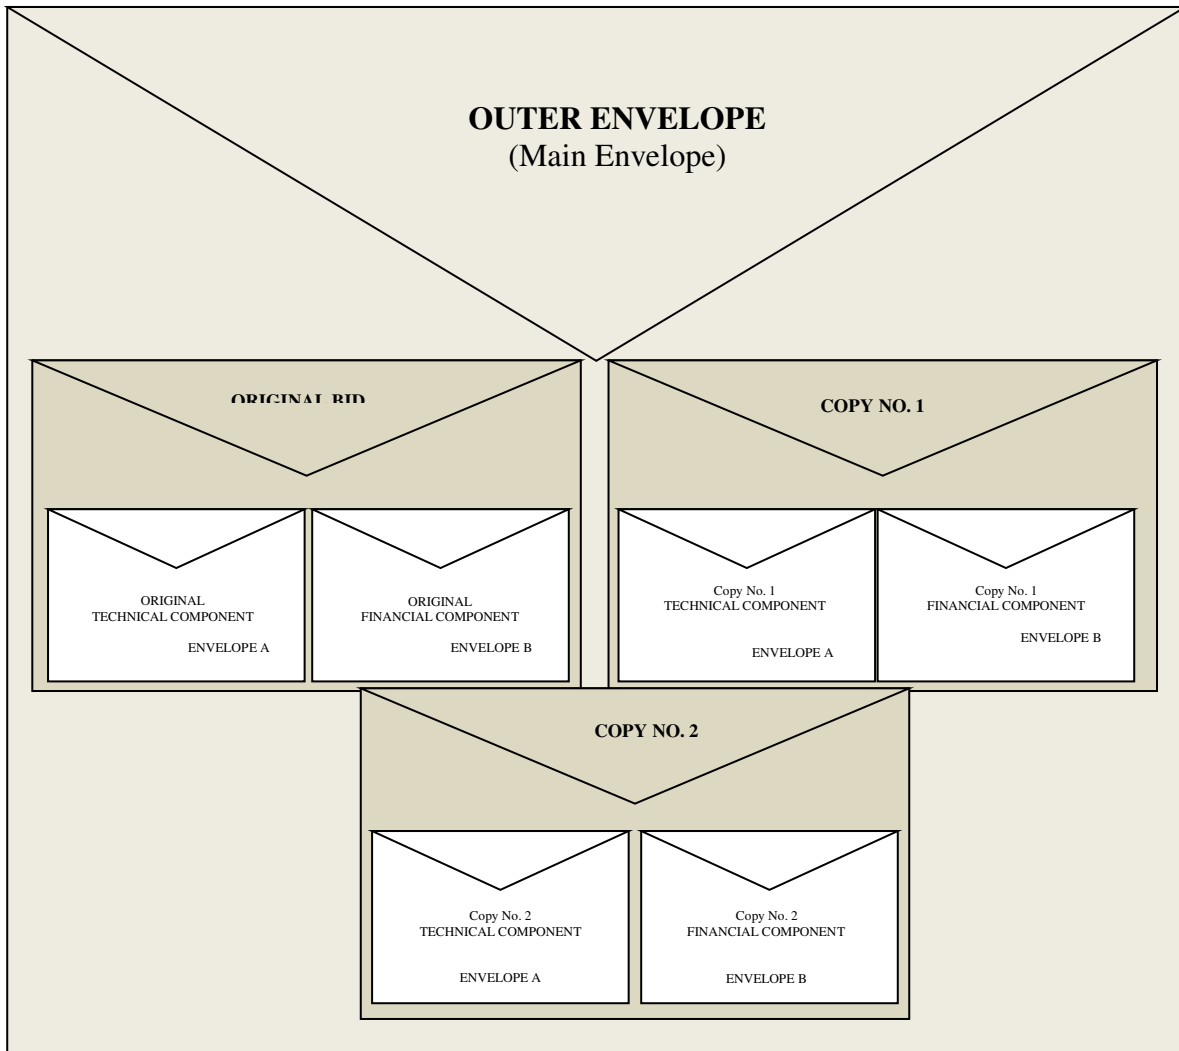 OUTER ENVELOPE
(Main Envelope)
ORIGINAL BID
COPY NO. 1
ORIGINAL
TECHNICAL COMPONENT
ENVELOPE A
ORIGINAL
FINANCIAL COMPONENT
ENVELOPE B
Copy No. 1
TECHNICAL COMPONENT
ENVELOPE A
Copy No. 1
FINANCIAL COMPONENT
ENVELOPE B
COPY NO. 2
Copy No. 2
TECHNICAL COMPONENT
ENVELOPE A
Copy No. 2
FINANCIAL COMPONENT
ENVELOPE B